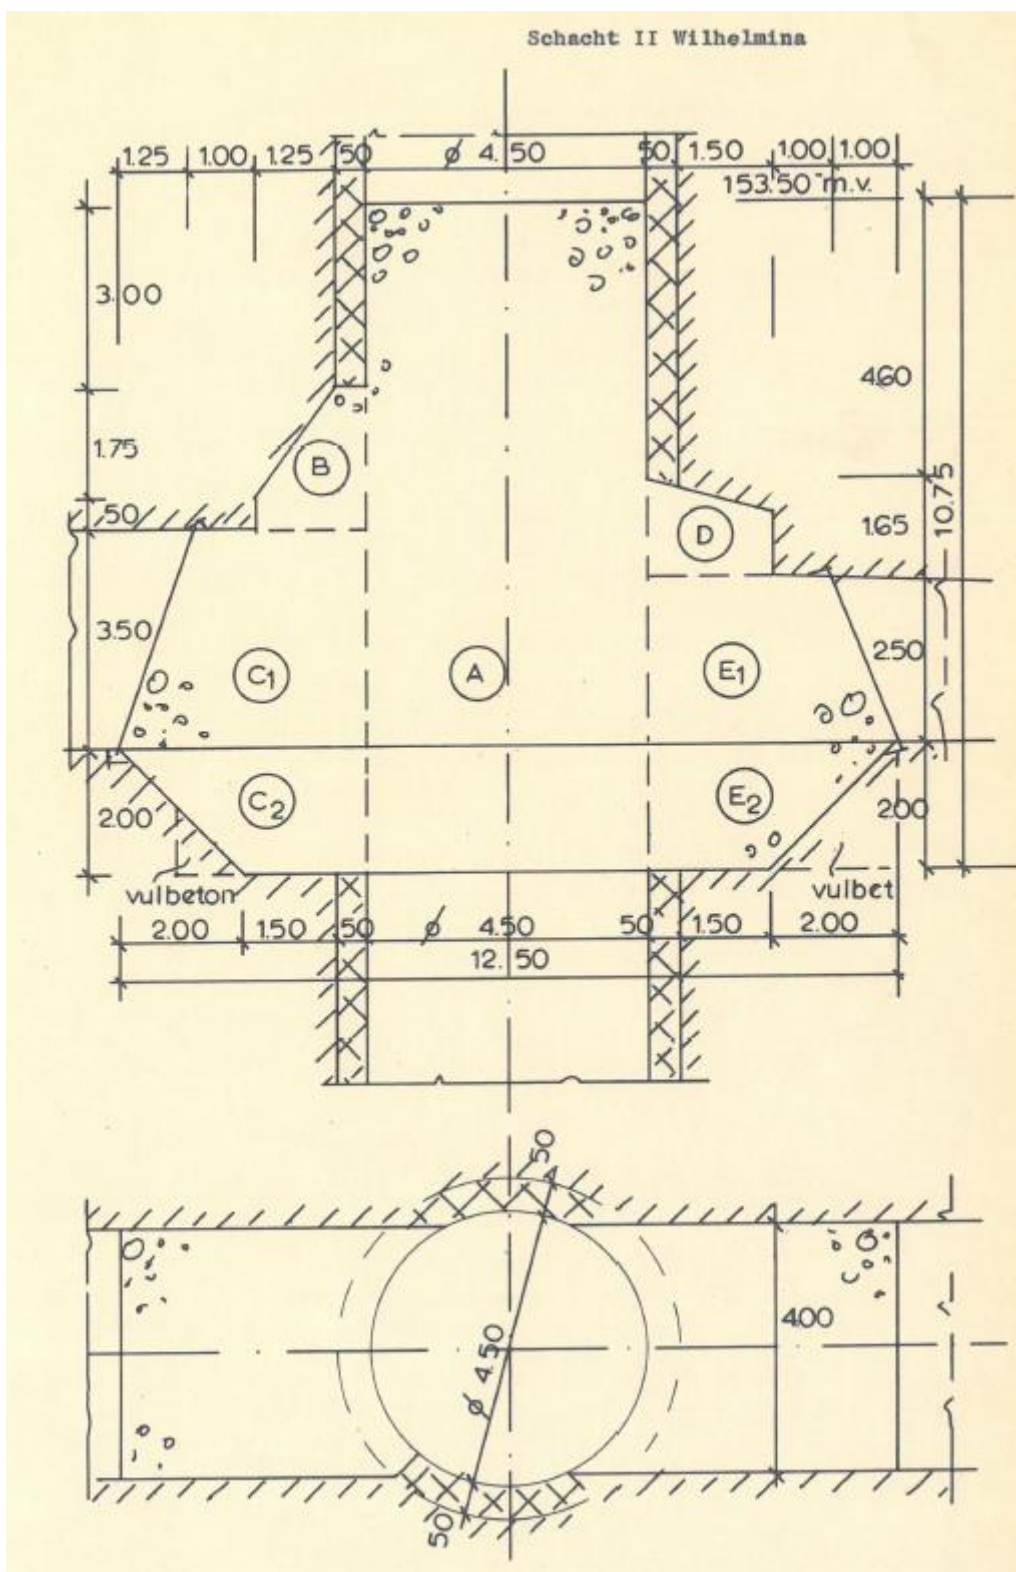 Schacht II Wilhelmina
1.25 1.00 1.25 50 ϕ 4.50 50 1.50 1.00 1.00
153.50 m.v.
3.00
4.60
1.75
B
50
10.75
1.65
D
3.50
2.50
C1 A E1
C2 E2
2.00 2.00
vulbeton vulbet
2.00 1.50 50 ϕ 4.50 50 1.50 2.00
12.50
50
4.00
ϕ 4.50
50